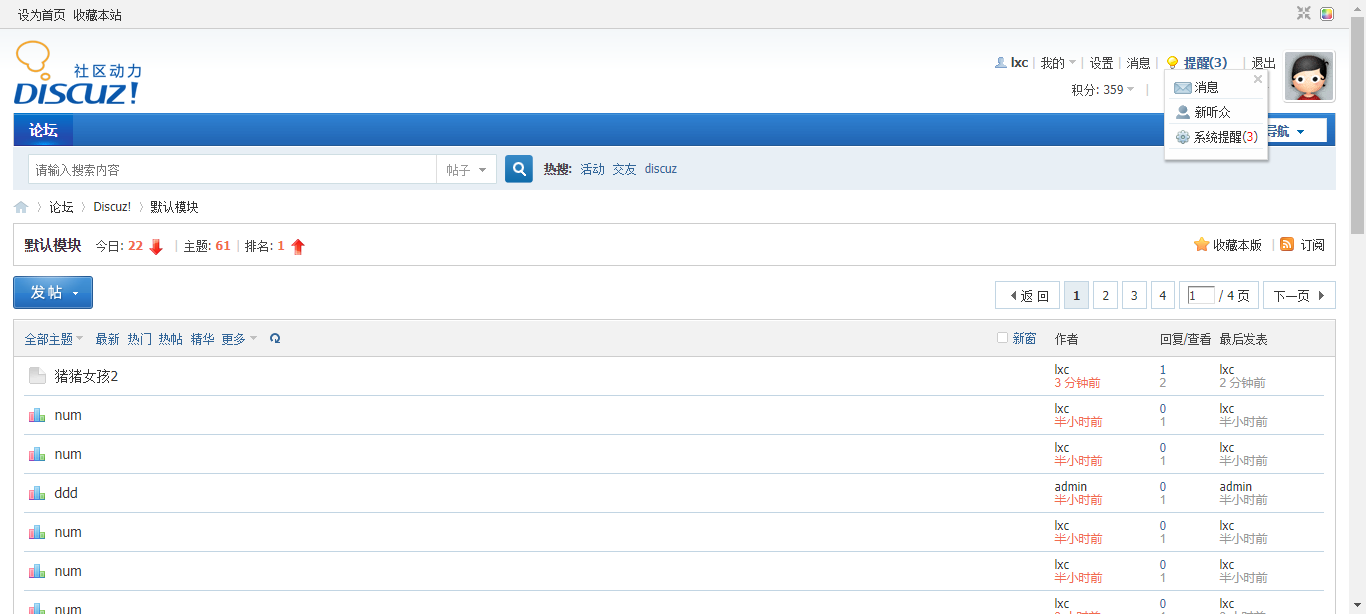 设为首页 收藏本站
社区动力
DISCUZ!
lxc 我的 设置 消息 提醒(3) 退出
积分: 359
消息
新听众
系统提醒(3)
论坛
导航
请输入搜索内容 帖子 热搜: 活动 交友 discuz
论坛 Discuz! 默认模块
默认模块 今日: 22 主题: 61 排名: 1 收藏本版 订阅
发帖 返回 1 2 3 4 1 / 4 页 下一页
全部主题 最新 热门 热帖 精华 更多 新窗 作者 回复/查看 最后发表
猪猪女孩2 lxc 1 lxc
3 分钟前 2 2 分钟前
num lxc 0 lxc
半小时前 1 半小时前
num lxc 0 lxc
半小时前 1 半小时前
ddd admin 0 admin
半小时前 1 半小时前
num lxc 0 lxc
半小时前 1 半小时前
num lxc 0 lxc
半小时前 1 半小时前
num lxc 0 lxc